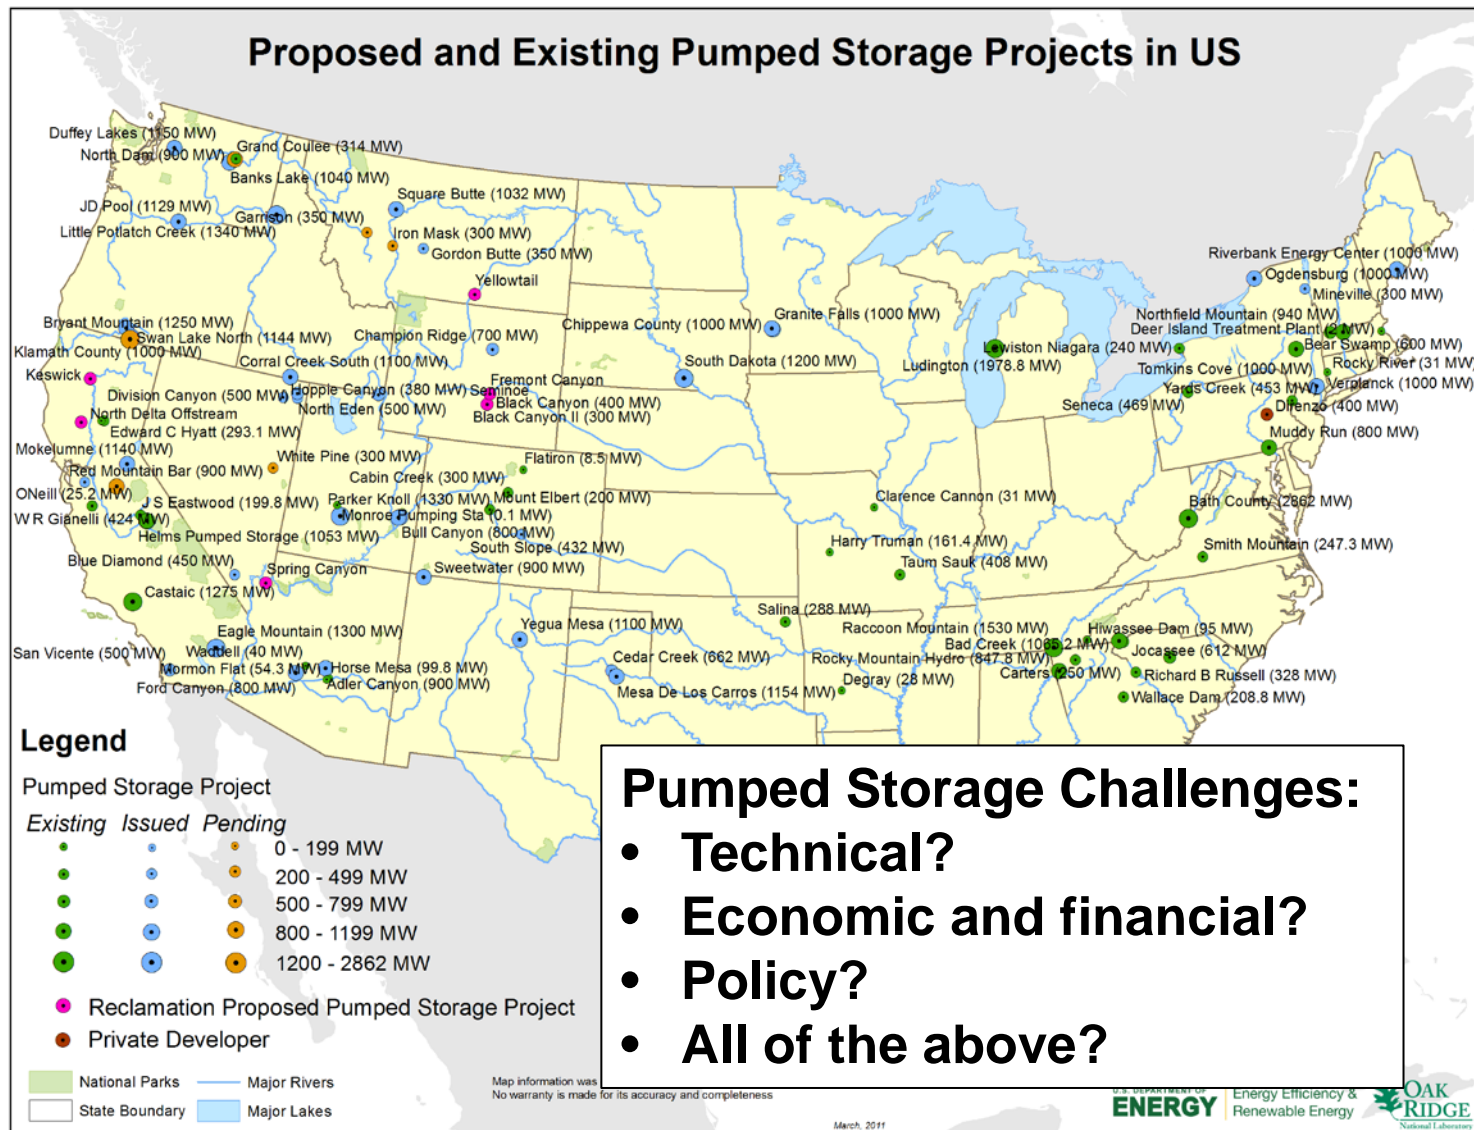 Proposed and Existing Pumped Storage Projects in US
Duffey Lakes (1150 MW)
North Dam (900 MW)
Grand Coulee (314 MW)
Banks Lake (1040 MW)
Square Butte (1032 MW)
JD Pool (1129 MW)
Garrison (350 MW)
Little Potlatch Creek (1340 MW)
Iron Mask (300 MW)
Gordon Butte (350 MW)
Yellowtail
Riverbank Energy Center (1000 MW)
Ogdensburg (1000 MW)
Mineville (300 MW)
Bryant Mountain (1250 MW)
Swan Lake North (1144 MW)
Klamath County (1000 MW)
Champion Ridge (700 MW)
Chippewa County (1000 MW)
Granite Falls (1000 MW)
Northfield Mountain (940 MW)
Deer Island Treatment Plant (2 MW)
Lewiston Niagara (240 MW)
Bear Swamp (600 MW)
Corral Creek South (1100 MW)
South Dakota (1200 MW)
Ludington (1978.8 MW)
Rocky River (31 MW)
Tomkins Cove (1000 MW)
Keswick
Fremont Canyon
Division Canyon (500 MW)
Hoppie Canyon (380 MW)
Seminoe
Yards Creek (453 MW)
Verplanck (1000 MW)
North Eden (500 MW)
Black Canyon (400 MW)
Seneca (469 MW)
Direnzo (400 MW)
North Delta Offstream
Black Canyon II (300 MW)
Edward C Hyatt (293.1 MW)
Muddy Run (800 MW)
Mokelumne (1140 MW)
White Pine (300 MW)
Flatiron (8.5 MW)
Red Mountain Bar (900 MW)
Cabin Creek (300 MW)
ONeill (25.2 MW)
J S Eastwood (199.8 MW)
Parker Knoll (1330 MW)
Mount Elbert (200 MW)
Clarence Cannon (31 MW)
Bath County (2862 MW)
W R Gianelli (424 MW)
Monroe Pumping Sta (0.1 MW)
Helms Pumped Storage (1053 MW)
Bull Canyon (800 MW)
South Slope (432 MW)
Harry Truman (161.4 MW)
Smith Mountain (247.3 MW)
Blue Diamond (450 MW)
Spring Canyon
Sweetwater (900 MW)
Taum Sauk (408 MW)
Castaic (1275 MW)
Salina (288 MW)
Eagle Mountain (1300 MW)
Yegua Mesa (1100 MW)
Raccoon Mountain (1530 MW)
Hiwassee Dam (95 MW)
San Vicente (500 MW)
Waddell (40 MW)
Cedar Creek (662 MW)
Bad Creek (1065.2 MW)
Jocassee (612 MW)
Mormon Flat (54.3 MW)
Horse Mesa (99.8 MW)
Rocky Mountain Hydro (847.8 MW)
Carters (250 MW)
Richard B Russell (328 MW)
Ford Canyon (800 MW)
Adler Canyon (900 MW)
Mesa De Los Carros (1154 MW)
Degray (28 MW)
Wallace Dam (208.8 MW)
Legend
Pumped Storage Project
Existing Issued Pending
0 - 199 MW
200 - 499 MW
500 - 799 MW
800 - 1199 MW
1200 - 2862 MW
Reclamation Proposed Pumped Storage Project
Private Developer
National Parks
Major Rivers
State Boundary
Major Lakes
Pumped Storage Challenges:
• Technical?
• Economic and financial?
• Policy?
• All of the above?
Map information was
No warranty is made for its accuracy and completeness
March, 2011
U.S. DEPARTMENT OF
ENERGY
Energy Efficiency &
Renewable Energy
OAK
RIDGE
National Laboratory